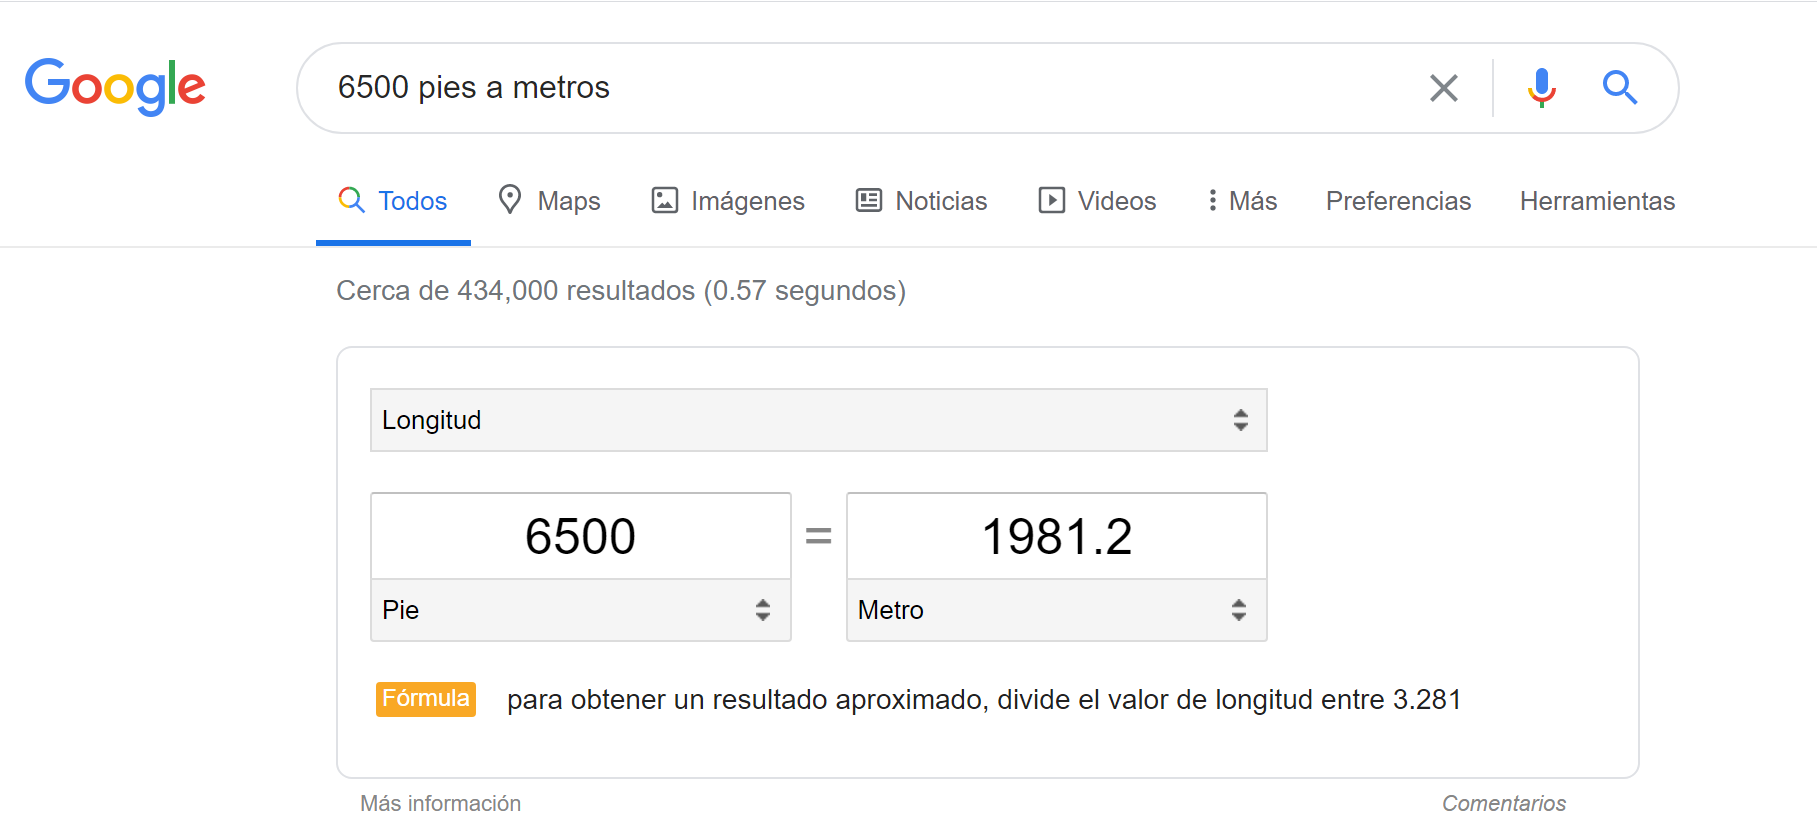 Google
6500 pies a metros
Todos Maps Imágenes Noticias Videos Más Preferencias Herramientas
Cerca de 434,000 resultados (0.57 segundos)
Longitud
6500 = 1981.2
Pie Metro
Fórmula para obtener un resultado aproximado, divide el valor de longitud entre 3.281
Más información Comentarios